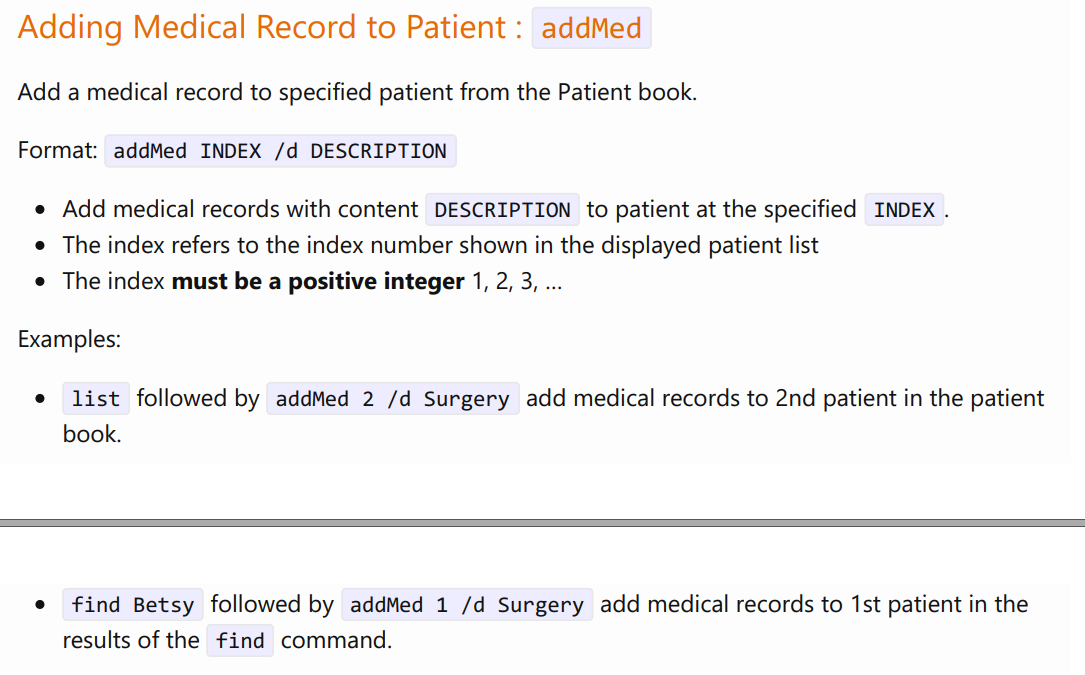 Adding Medical Record to Patient : addMed
Add a medical record to specified patient from the Patient book.
Format: addMed INDEX /d DESCRIPTION
• Add medical records with content DESCRIPTION to patient at the specified INDEX .
• The index refers to the index number shown in the displayed patient list
• The index must be a positive integer 1, 2, 3, …
Examples:
• list followed by addMed 2 /d Surgery add medical records to 2nd patient in the patient
book.
• find Betsy followed by addMed 1 /d Surgery add medical records to 1st patient in the
results of the find command.